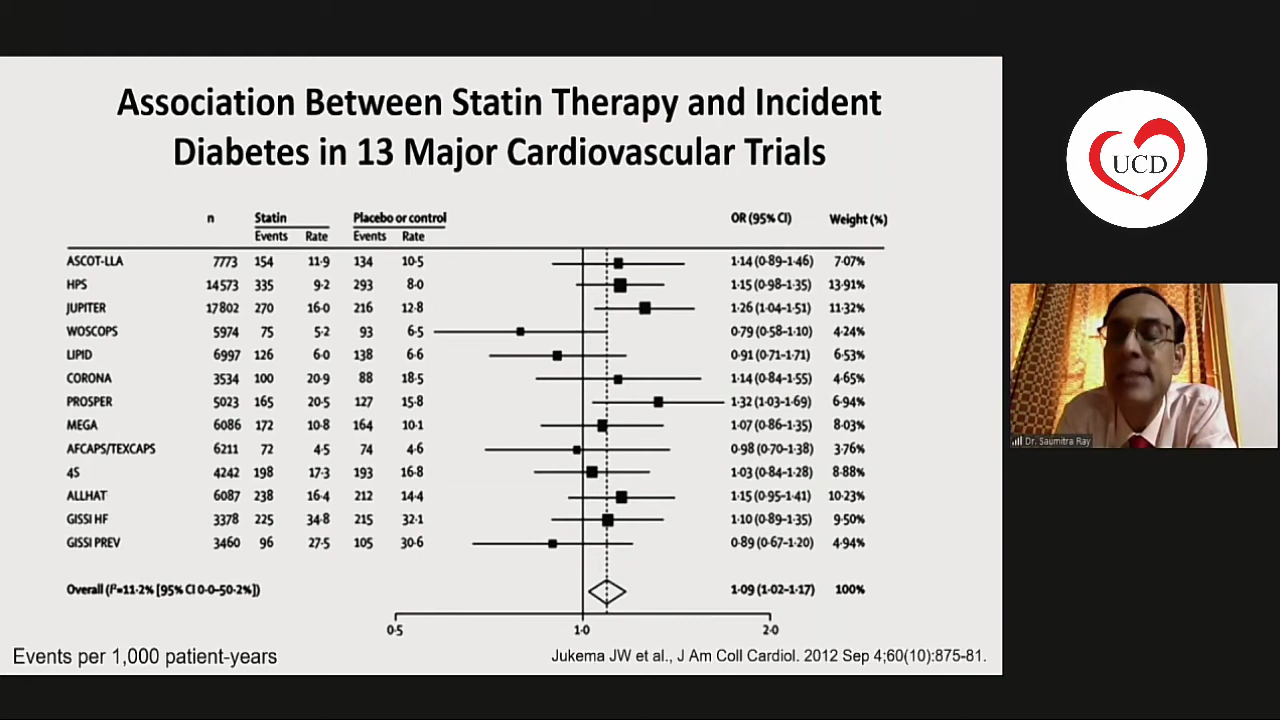 Association Between Statin Therapy and Incident
Diabetes in 13 Major Cardiovascular Trials
n Statin Placebo or control OR (95% CI) Weight (%)
Events Rate Events Rate
ASCOT-LLA 7773 154 11·9 134 10·5 1·14 (0·89–1·46) 7·07%
HPS 14573 335 9·2 293 8·0 1·15 (0·98–1·35) 13·91%
JUPITER 17802 270 16·0 216 12·8 1·26 (1·04–1·51) 11·32%
WOSCOPS 5974 75 5·2 93 6·5 0·79 (0·58–1·10) 4·24%
LIPID 6997 126 6·0 138 6·6 0·91 (0·71–1·71) 6·53%
CORONA 3534 100 20·9 88 18·5 1·14 (0·84–1·55) 4·65%
PROSPER 5023 165 20·5 127 15·8 1·32 (1·03–1·69) 6·94%
MEGA 6086 172 10·8 164 10·1 1·07 (0·86–1·35) 8·03%
AFCAPS/TEXCAPS 6211 72 4·5 74 4·6 0·98 (0·70–1·38) 3·76%
4S 4242 198 17·3 193 16·8 1·03 (0·84–1·28) 8·88%
ALLHAT 6087 238 16·4 212 14·4 1·15 (0·95–1·41) 10·23%
GISSI HF 3378 225 34·8 215 32·1 1·10 (0·89–1·35) 9·50%
GISSI PREV 3460 96 27·5 105 30·6 0·89 (0·67–1·20) 4·94%
Overall (I²=11·2% [95% CI 0·0–50·2%]) 1·09 (1·02–1·17) 100%
0·5 1·0 2·0
Events per 1,000 patient-years
Jukema JW et al., J Am Coll Cardiol. 2012 Sep 4;60(10):875-81.
UCD
Dr. Saumitra Ray